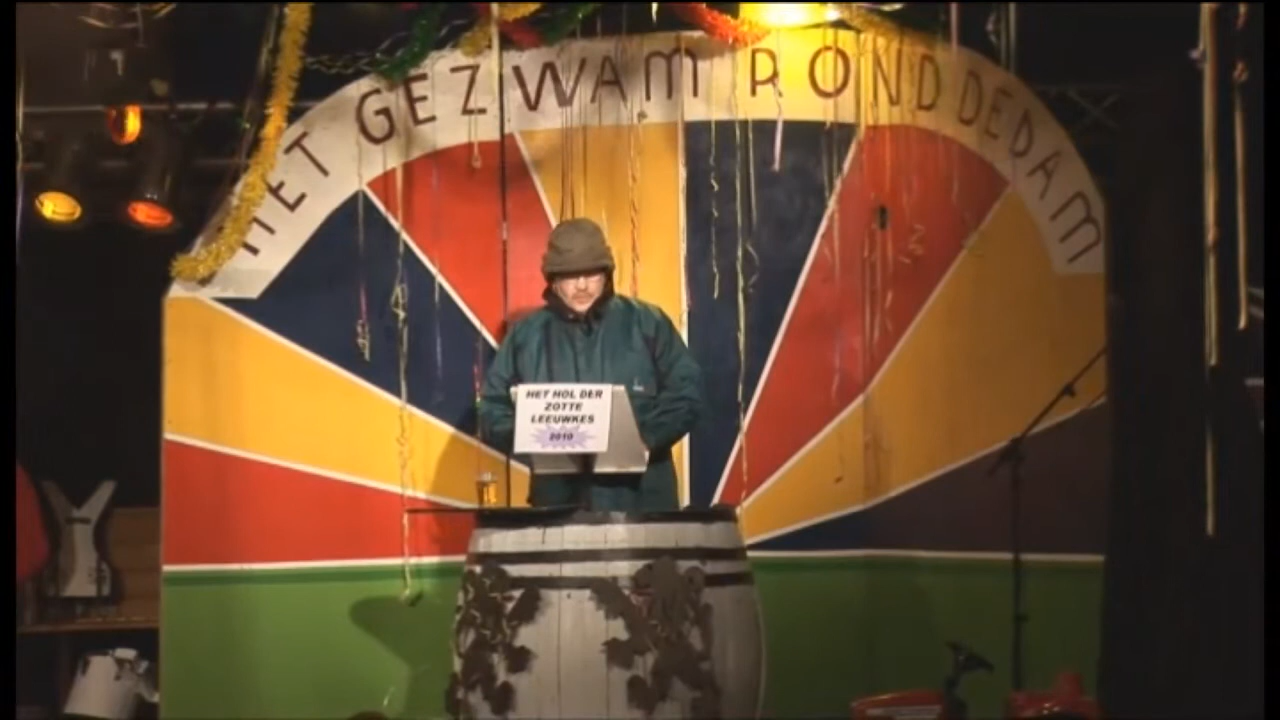 HET GEZWAM ROND DE DAM
HET HOL DER
ZOTTE
LEEUWKES
2010